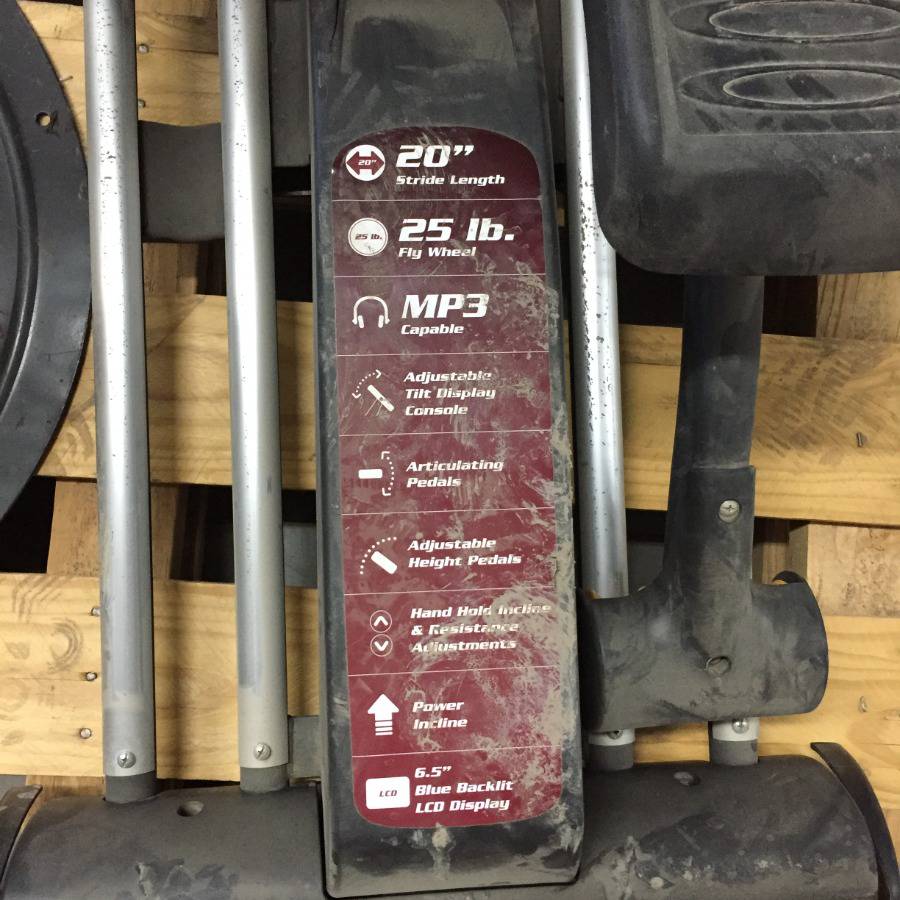 20"
20"
Stride Length
25 lb.
25 lb.
Fly Wheel
MP3
Capable
Adjustable
Tilt Display
Console
Articulating
Pedals
Adjustable
Height Pedals
Hand Hold Incline
& Resistance
Adjustments
Power
Incline
LCD
6.5"
Blue Backlit
LCD Display